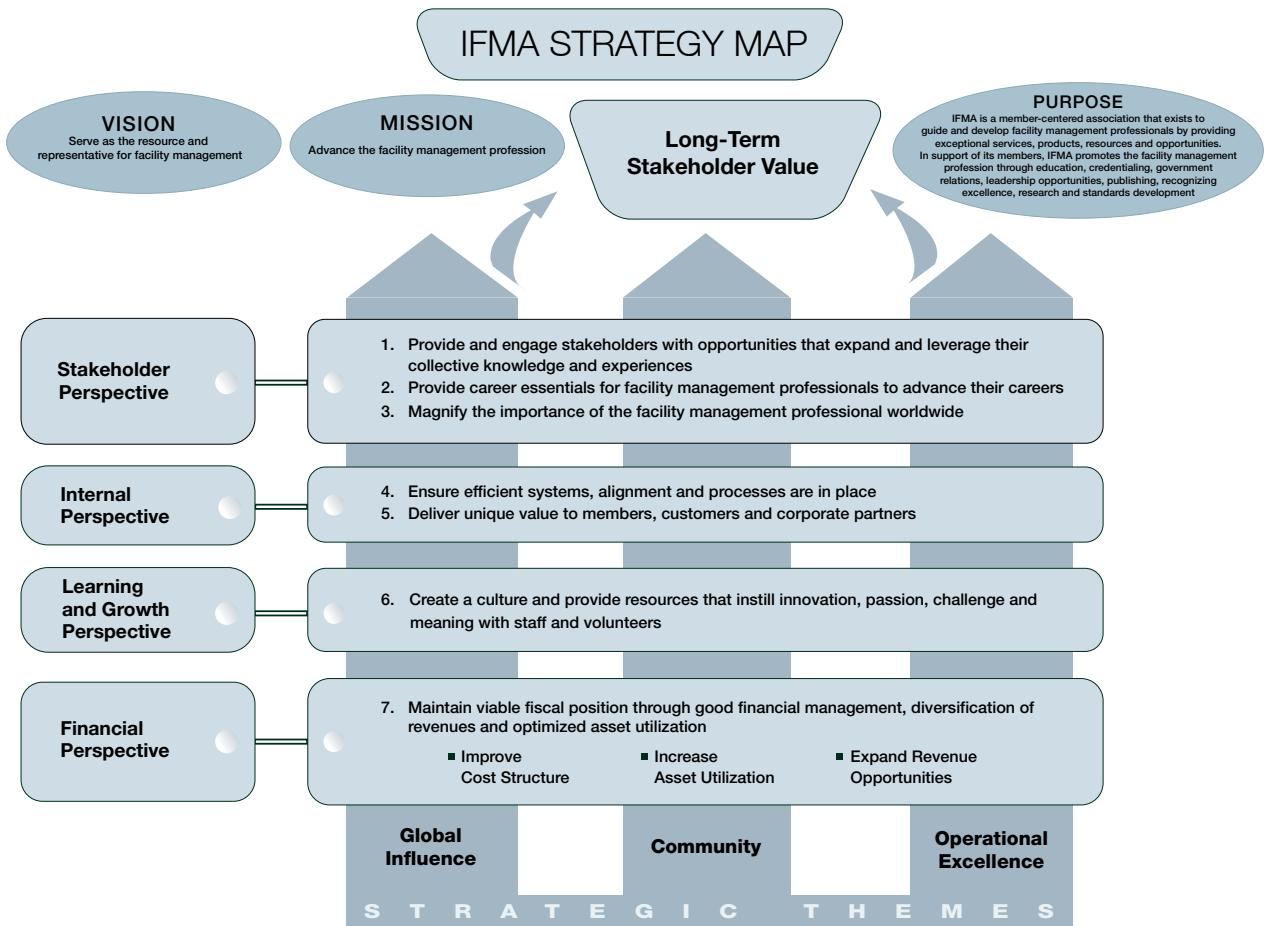 IFMA STRATEGY MAP
VISION
Serve as the resource and
representative for facility management
MISSION
Advance the facility management profession
Long-Term
Stakeholder Value
PURPOSE
IFMA is a member-centered association that exists to
guide and develop facility management professionals by providing
exceptional services, products, resources and opportunities.
In support of its members, IFMA promotes the facility management
profession through education, credentialing, government
relations, leadership opportunities, publishing, recognizing
excellence, research and standards development
Stakeholder
Perspective
1. Provide and engage stakeholders with opportunities that expand and leverage their
collective knowledge and experiences
2. Provide career essentials for facility management professionals to advance their careers
3. Magnify the importance of the facility management professional worldwide
Internal
Perspective
4. Ensure efficient systems, alignment and processes are in place
5. Deliver unique value to members, customers and corporate partners
Learning
and Growth
Perspective
6. Create a culture and provide resources that instill innovation, passion, challenge and
meaning with staff and volunteers
Financial
Perspective
7. Maintain viable fiscal position through good financial management, diversification of
revenues and optimized asset utilization
▪ Improve
Cost Structure
▪ Increase
Asset Utilization
▪ Expand Revenue
Opportunities
Global
Influence
Community
Operational
Excellence
STRATEGIC THEMES